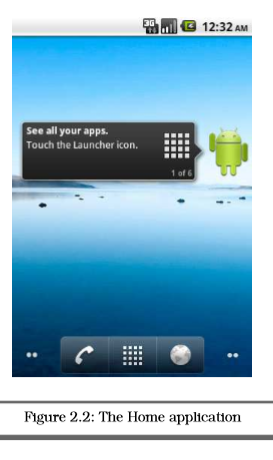 3G 12:32 AM
See all your apps.
Touch the Launcher icon.
1 of 6
Figure 2.2: The Home application